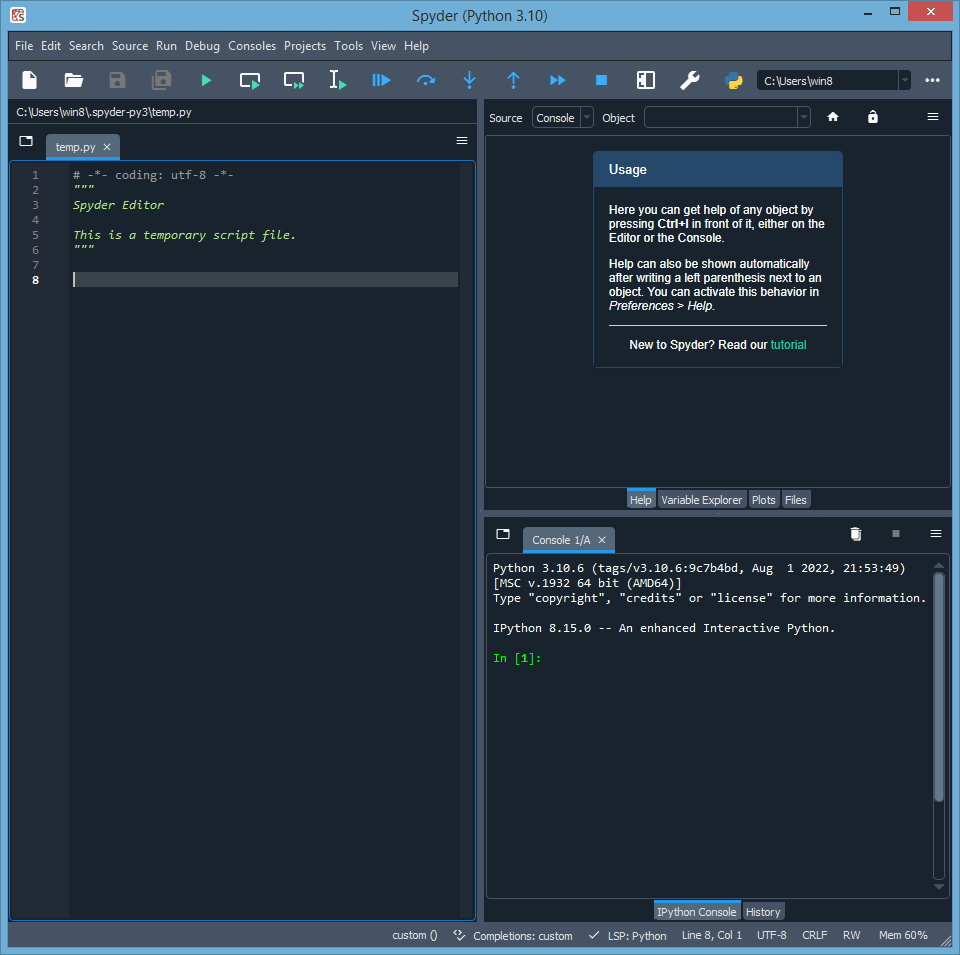 Spyder (Python 3.10)
File Edit Search Source Run Debug Consoles Projects Tools View Help
C:\Users\win8
C:\Users\win8\.spyder-py3\temp.py
temp.py
1 # -*- coding: utf-8 -*-
2 """
3 Spyder Editor
4
5 This is a temporary script file.
6 """
7
8
Source Console Object
Usage
Here you can get help of any object by
pressing Ctrl+I in front of it, either on the
Editor or the Console.
Help can also be shown automatically
after writing a left parenthesis next to an
object. You can activate this behavior in
Preferences > Help.
New to Spyder? Read our tutorial
Help Variable Explorer Plots Files
Console 1/A
Python 3.10.6 (tags/v3.10.6:9c7b4bd, Aug  1 2022, 21:53:49)
[MSC v.1932 64 bit (AMD64)]
Type "copyright", "credits" or "license" for more information.
IPython 8.15.0 -- An enhanced Interactive Python.
In [1]:
IPython Console History
custom () Completions: custom LSP: Python Line 8, Col 1 UTF-8 CRLF RW Mem 60%